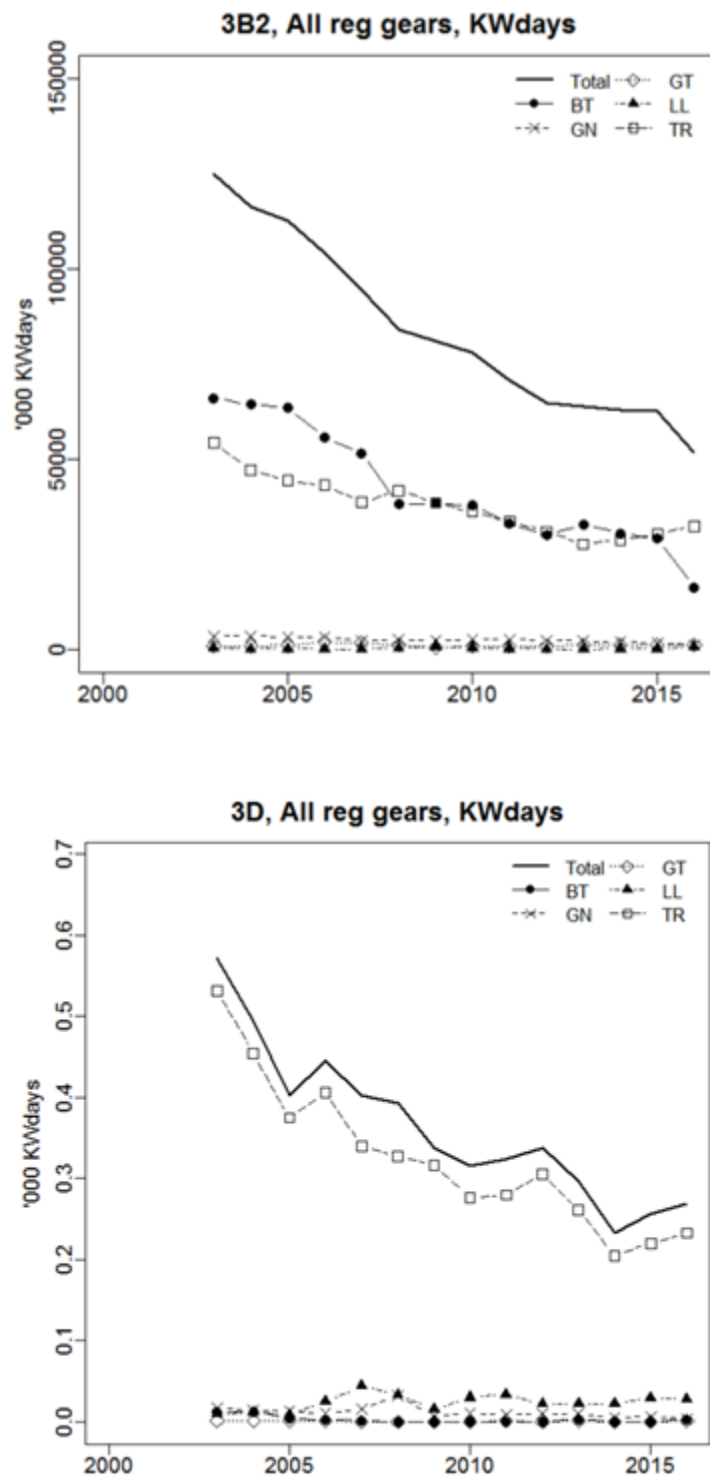 3B2, All reg gears, KWdays
Total GT
BT LL
GN TR
'000 KWdays
150000
100000
50000
0
2000 2005 2010 2015
3D, All reg gears, KWdays
Total GT
BT LL
GN TR
'000 KWdays
0.7
0.6
0.5
0.4
0.3
0.2
0.1
0.0
2000 2005 2010 2015